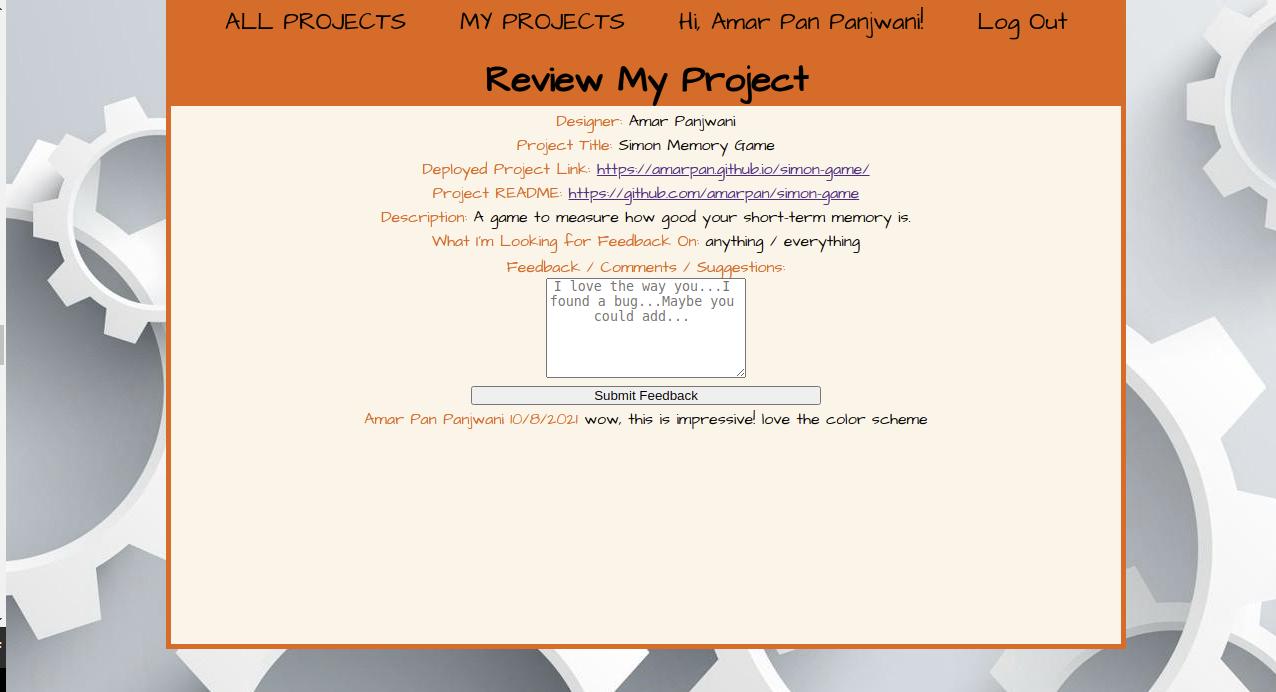 ALL PROJECTS MY PROJECTS Hi, Amar Pan Panjwani! Log Out
Review My Project
Designer: Amar Panjwani
Project Title: Simon Memory Game
Deployed Project Link: https://amarpan.github.io/simon-game/
Project README: https://github.com/amarpan/simon-game
Description: A game to measure how good your short-term memory is.
What I'm Looking for Feedback On: anything / everything
Feedback / Comments / Suggestions:
I love the way you...I
found a bug...Maybe you
could add...
Submit Feedback
Amar Pan Panjwani 10/8/2021 wow, this is impressive! love the color scheme